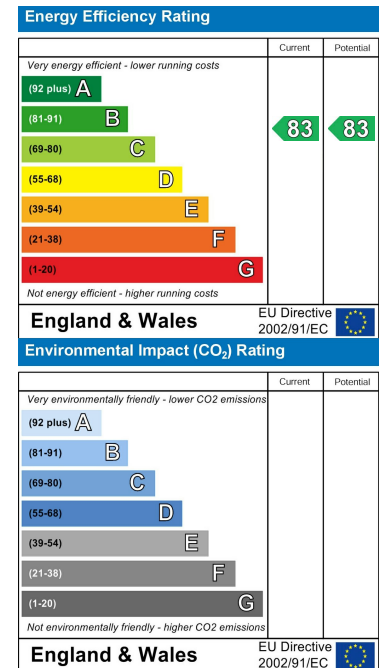 Energy Efficiency Rating
Current Potential
Very energy efficient - lower running costs
(92 plus) A
(81-91) B
83 83
(69-80) C
(55-68) D
(39-54) E
(21-38) F
(1-20) G
Not energy efficient - higher running costs
England & Wales
EU Directive
2002/91/EC
Environmental Impact (CO₂) Rating
Current Potential
Very environmentally friendly - lower CO2 emissions
(92 plus) A
(81-91) B
(69-80) C
(55-68) D
(39-54) E
(21-38) F
(1-20) G
Not environmentally friendly - higher CO2 emissions
England & Wales
EU Directive
2002/91/EC